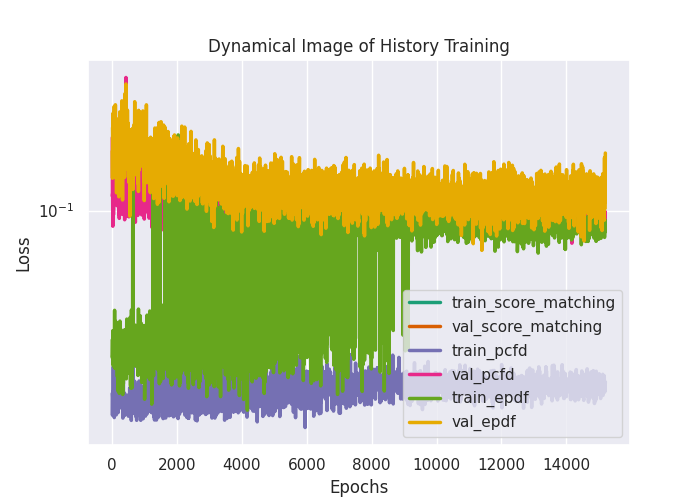 Dynamical Image of History Training
Loss
10⁻¹
train_score_matching
val_score_matching
train_pcfd
val_pcfd
train_epdf
val_epdf
0 2000 4000 6000 8000 10000 12000 14000
Epochs